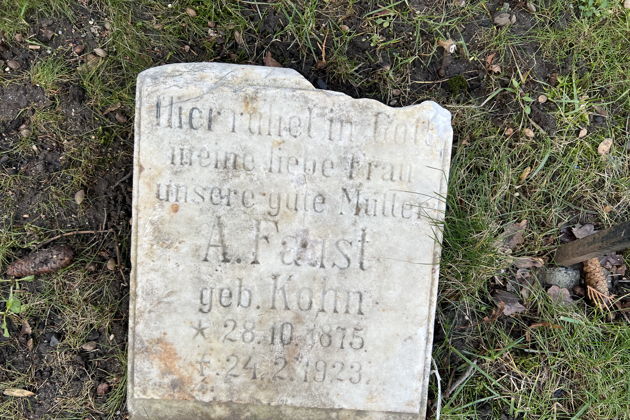 Hier ruhet in Gott
meine liebe Frau
unsere gute Mutter
A. Faust
geb. Kohn
* 28.10.1875.
†. 24.2.1923.